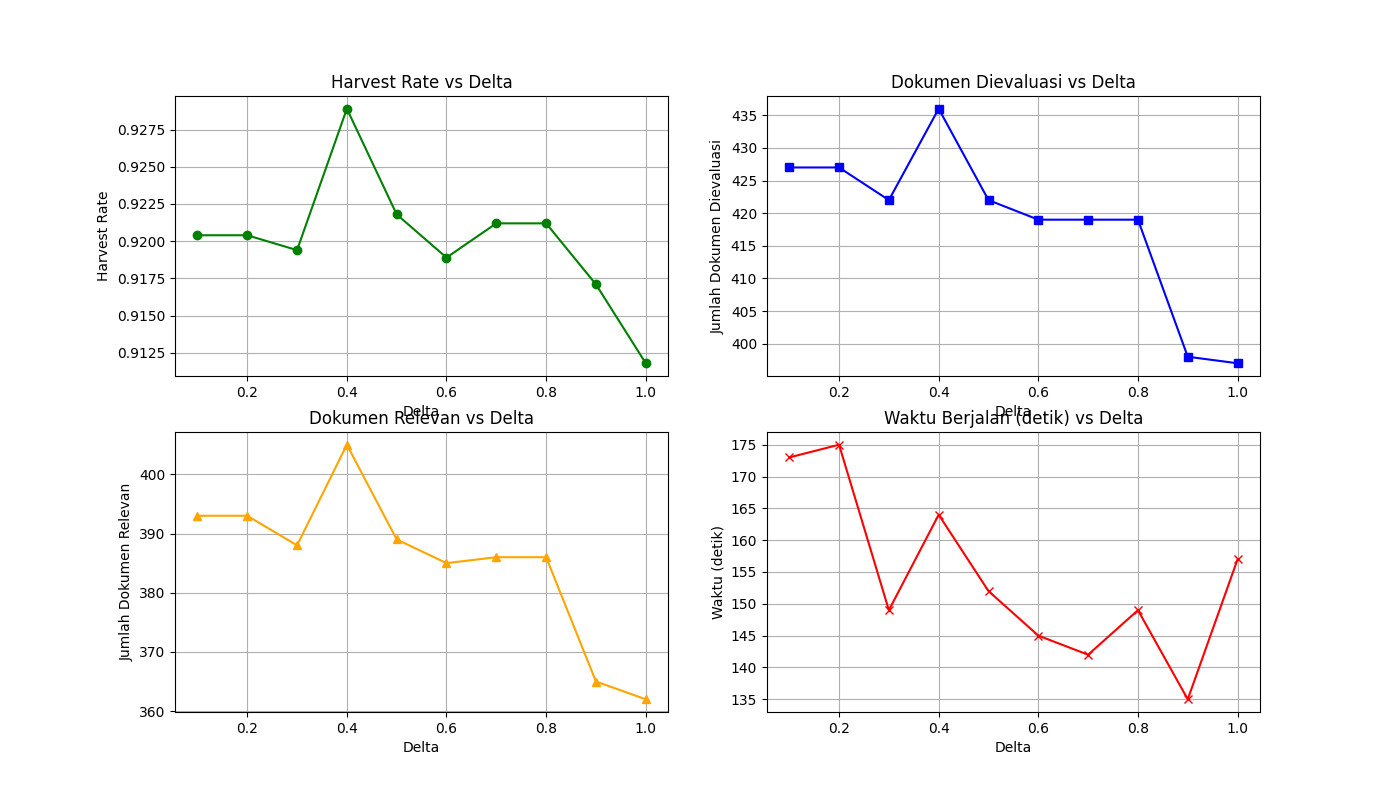 Harvest Rate vs Delta
Harvest Rate
0.9275
0.9250
0.9225
0.9200
0.9175
0.9150
0.9125
0.2 0.4 0.6 0.8 1.0
Delta
Dokumen Dievaluasi vs Delta
Jumlah Dokumen Dievaluasi
435
430
425
420
415
410
405
400
0.2 0.4 0.6 0.8 1.0
Delta
Dokumen Relevan vs Delta
Jumlah Dokumen Relevan
400
390
380
370
360
0.2 0.4 0.6 0.8 1.0
Delta
Waktu Berjalan (detik) vs Delta
Waktu (detik)
175
170
165
160
155
150
145
140
135
0.2 0.4 0.6 0.8 1.0
Delta